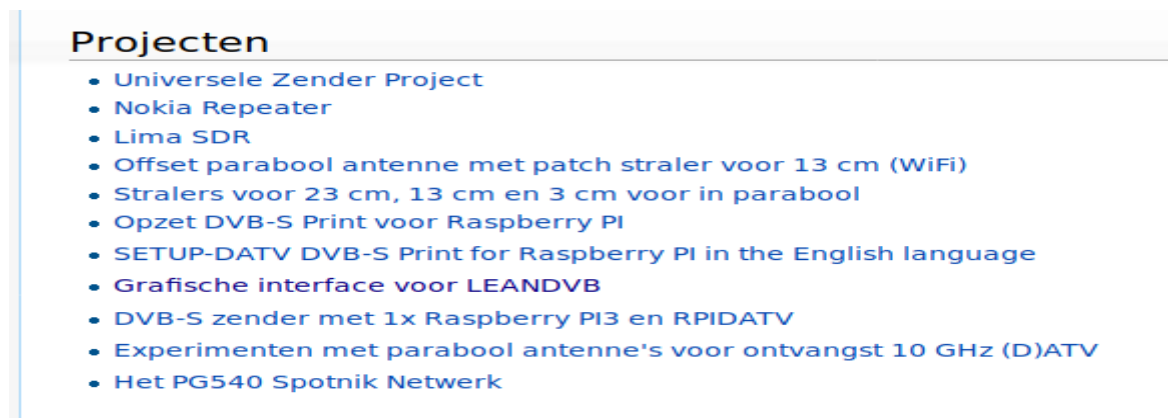 Projecten
Universele Zender Project
Nokia Repeater
Lima SDR
Offset parabool antenne met patch straler voor 13 cm (WiFi)
Stralers voor 23 cm, 13 cm en 3 cm voor in parabool
Opzet DVB-S Print voor Raspberry PI
SETUP-DATV DVB-S Print for Raspberry PI in the English language
Grafische interface voor LEANDVB
DVB-S zender met 1x Raspberry PI3 en RPIDATV
Experimenten met parabool antenne's voor ontvangst 10 GHz (D)ATV
Het PG540 Spotnik Netwerk